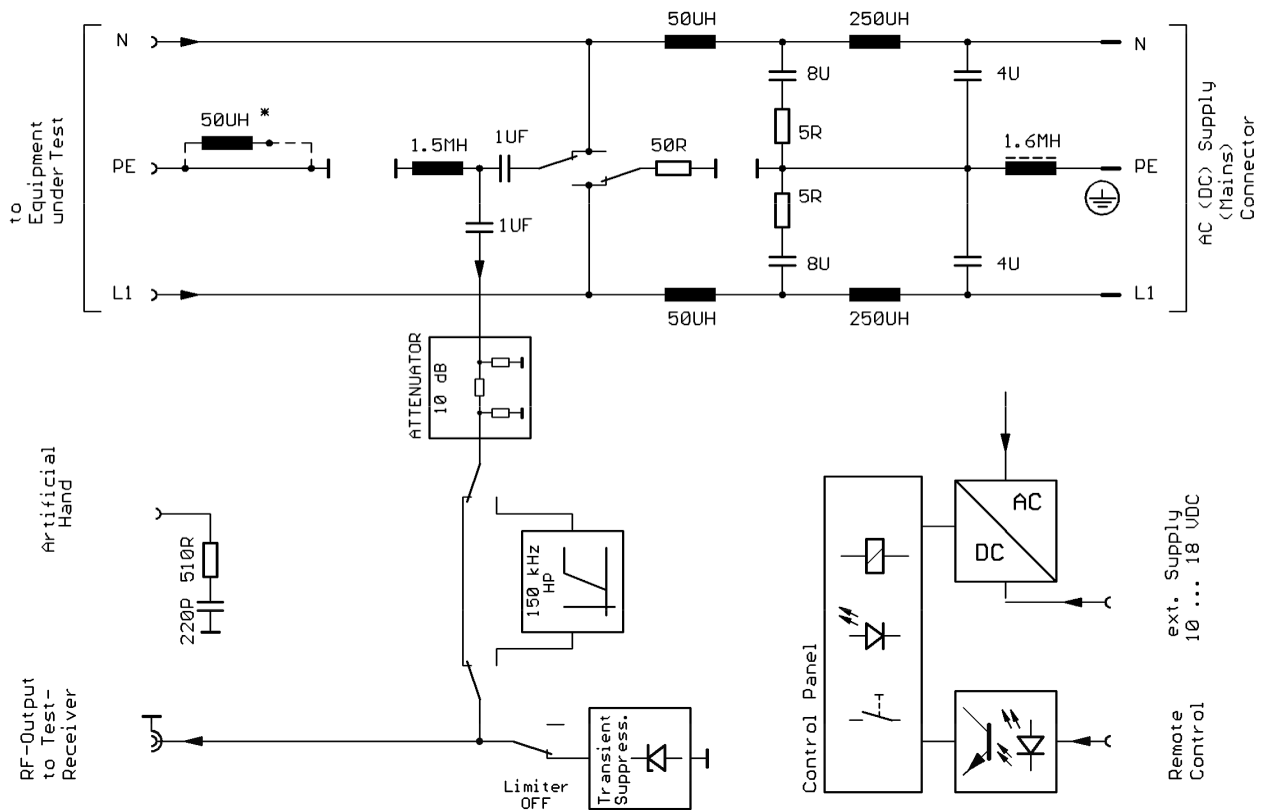 50UH
250UH
N
N
8U
4U
50UH *
5R
1.5MH
1UF
50R
1.6MH
PE
PE
to
Equipment
under Test
5R
1UF
8U
4U
AC (DC) Supply
(Mains)
Connector
L1
L1
50UH
250UH
ATTENUATOR
10 dB
Artificial
Hand
510R
220P
150 kHz
HP
AC
DC
ext. Supply
10 ... 18 VDC
Control Panel
RF-Output
to Test-
Receiver
Transient
Suppress.
Limiter
OFF
Remote
Control